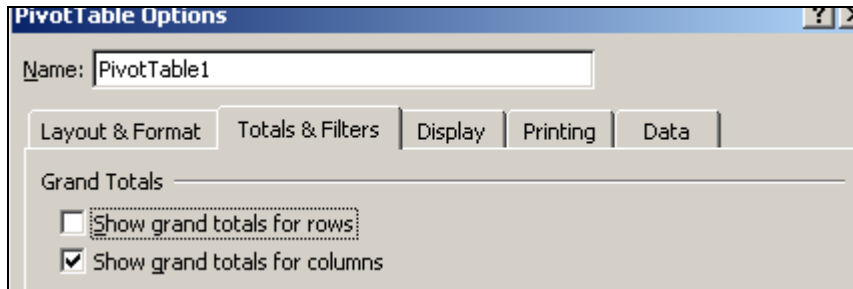 PivotTable Options
Name: PivotTable1
Layout & Format Totals & Filters Display Printing Data
Grand Totals
Show grand totals for rows
Show grand totals for columns